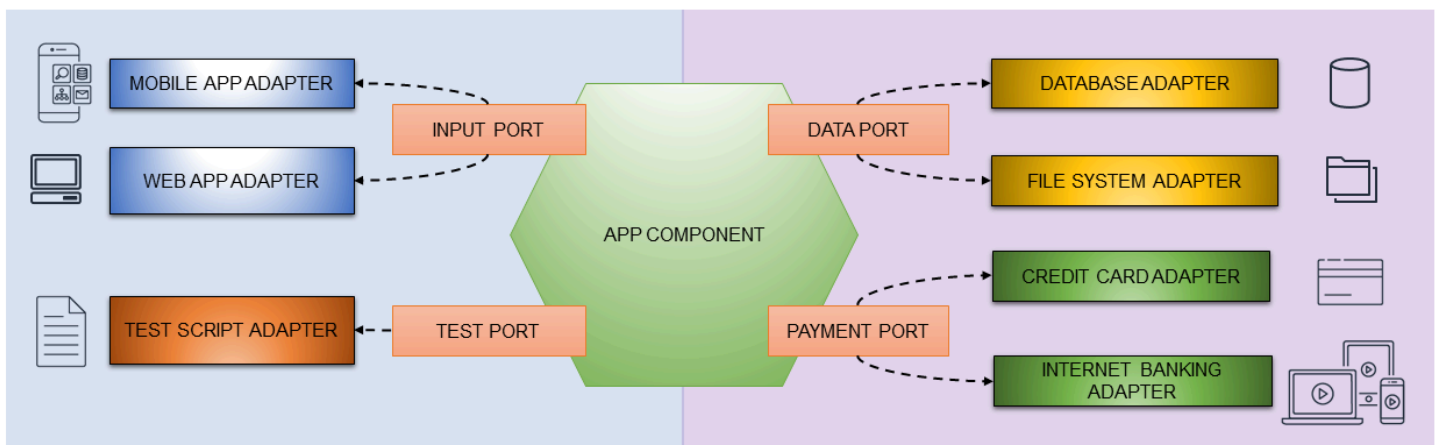 MOBILE APP ADAPTER
DATABASE ADAPTER
INPUT PORT
DATA PORT
WEB APP ADAPTER
FILE SYSTEM ADAPTER
APP COMPONENT
CREDIT CARD ADAPTER
TEST SCRIPT ADAPTER
TEST PORT
PAYMENT PORT
INTERNET BANKING
ADAPTER